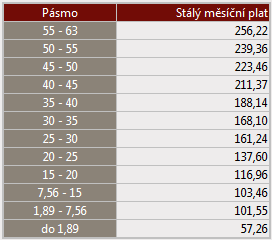 Pásmo Stálý měsíční plat
55 - 63 256,22
50 - 55 239,36
45 - 50 223,46
40 - 45 211,37
35 - 40 188,14
30 - 35 168,10
25 - 30 161,24
20 - 25 137,60
15 - 20 116,96
7,56 - 15 103,46
1,89 - 7,56 101,55
do 1,89 57,26